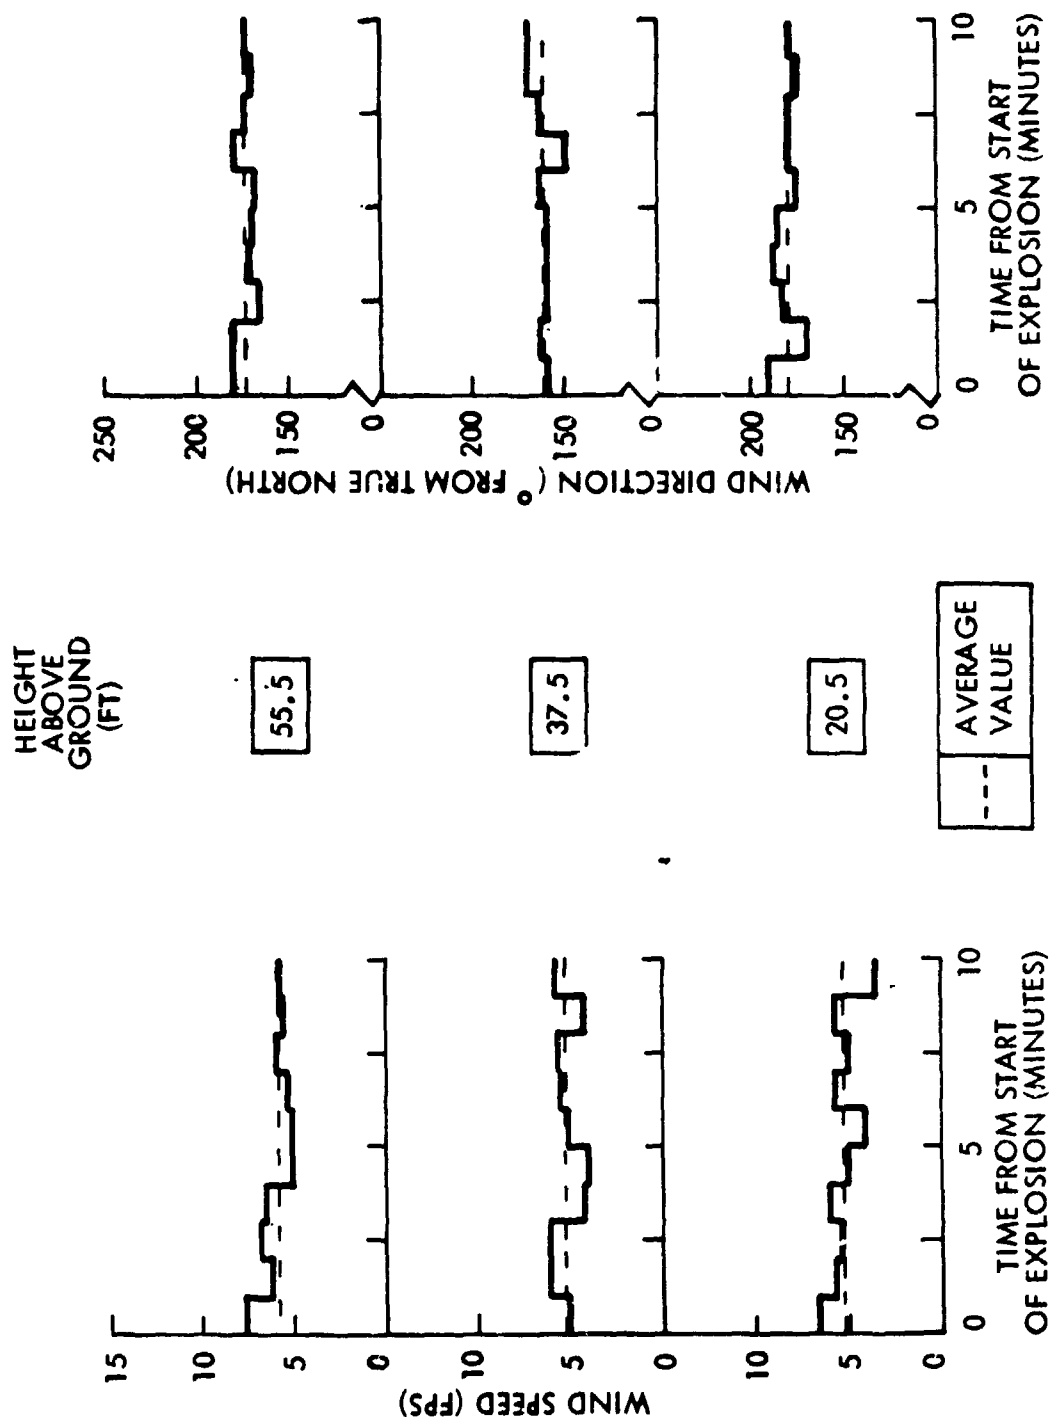 HEIGHT
ABOVE
GROUND
(FT)
WIND SPEED (FPS)
15
10
5
0
10
5
0
10
5
0
0
5
10
TIME FROM START
OF EXPLOSION (MINUTES)
55.5
37.5
20.5
--- AVERAGE
VALUE
WIND DIRECTION (° FROM TRUE NORTH)
250
200
150
0
200
150
0
200
150
0
0
5
10
TIME FROM START
OF EXPLOSION (MINUTES)